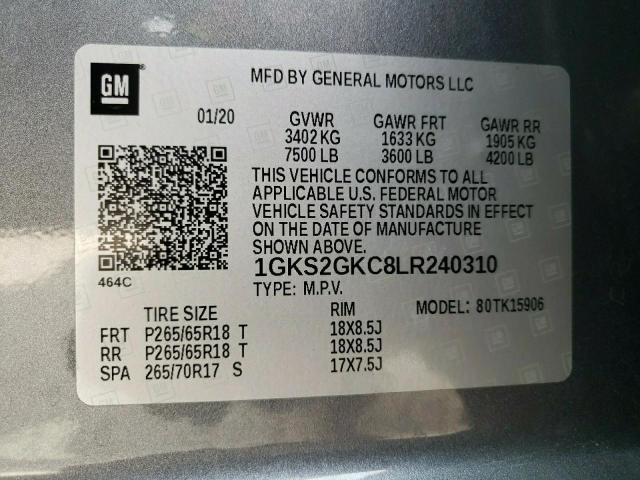 GM
MFD BY GENERAL MOTORS LLC
01/20 GVWR GAWR FRT GAWR RR
3402 KG 1633 KG 1905 KG
7500 LB 3600 LB 4200 LB
THIS VEHICLE CONFORMS TO ALL
APPLICABLE U.S. FEDERAL MOTOR
VEHICLE SAFETY STANDARDS IN EFFECT
ON THE DATE OF MANUFACTURE
SHOWN ABOVE.
464C
1GKS2GKC8LR240310
TYPE: M.P.V. MODEL: 80TK15906
TIRE SIZE RIM
FRT P265/65R18 T 18X8.5J
RR P265/65R18 T 18X8.5J
SPA 265/70R17 S 17X7.5J